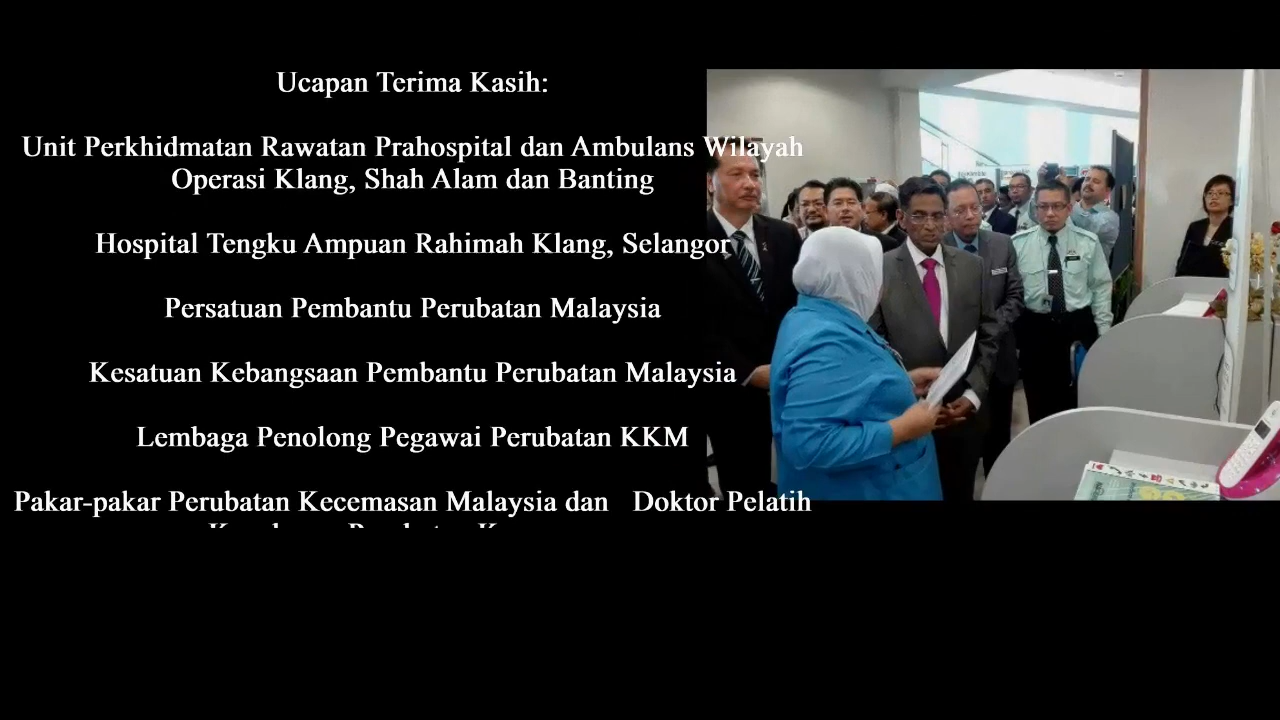 Ucapan Terima Kasih:
Unit Perkhidmatan Rawatan Prahospital dan Ambulans Wilayah
Operasi Klang, Shah Alam dan Banting
Hospital Tengku Ampuan Rahimah Klang, Selangor
Persatuan Pembantu Perubatan Malaysia
Kesatuan Kebangsaan Pembantu Perubatan Malaysia
Lembaga Penolong Pegawai Perubatan KKM
Pakar-pakar Perubatan Kecemasan Malaysia dan Doktor Pelatih